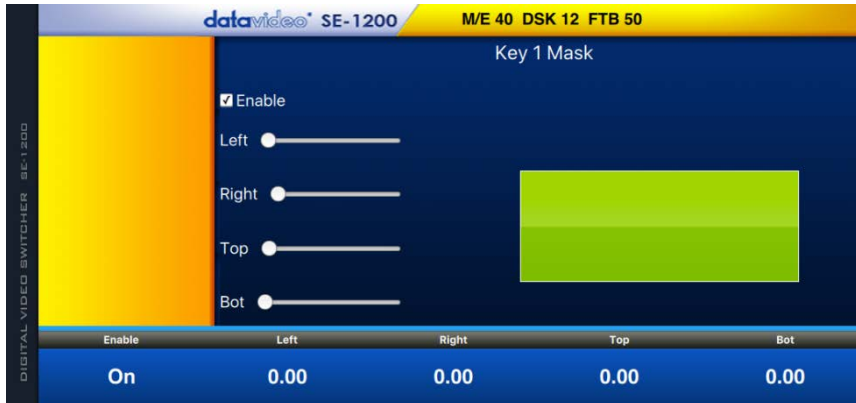 datavideo SE-1200
M/E 40 DSK 12 FTB 50
Key 1 Mask
Enable
Left
Right
Top
Bot
DIGITAL VIDEO SWITCHER SE-1200
Enable Left Right Top Bot
On 0.00 0.00 0.00 0.00